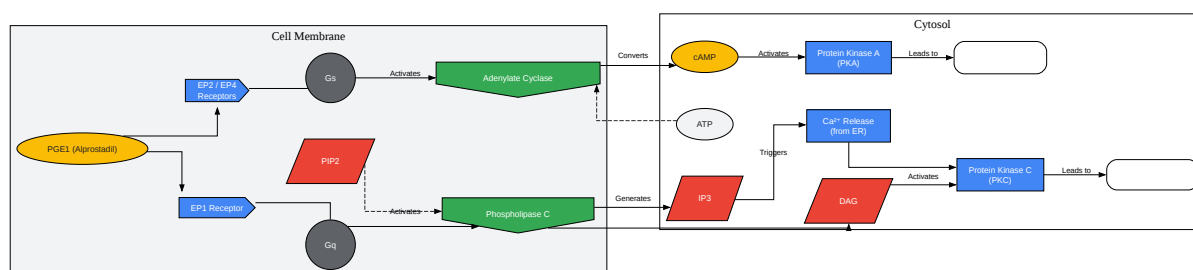 Cell Membrane
Cytosol
Gs
EP2 / EP4
Receptors
Activates
Adenylate Cyclase
Converts
cAMP
Activates
Protein Kinase A
(PKA)
Leads to
PGE1 (Alprostadil)
PIP2
ATP
Ca²⁺ Release
(from ER)
Triggers
EP1 Receptor
Activates
Phospholipase C
Generates
IP3
DAG
Activates
Protein Kinase C
(PKC)
Leads to
Gq